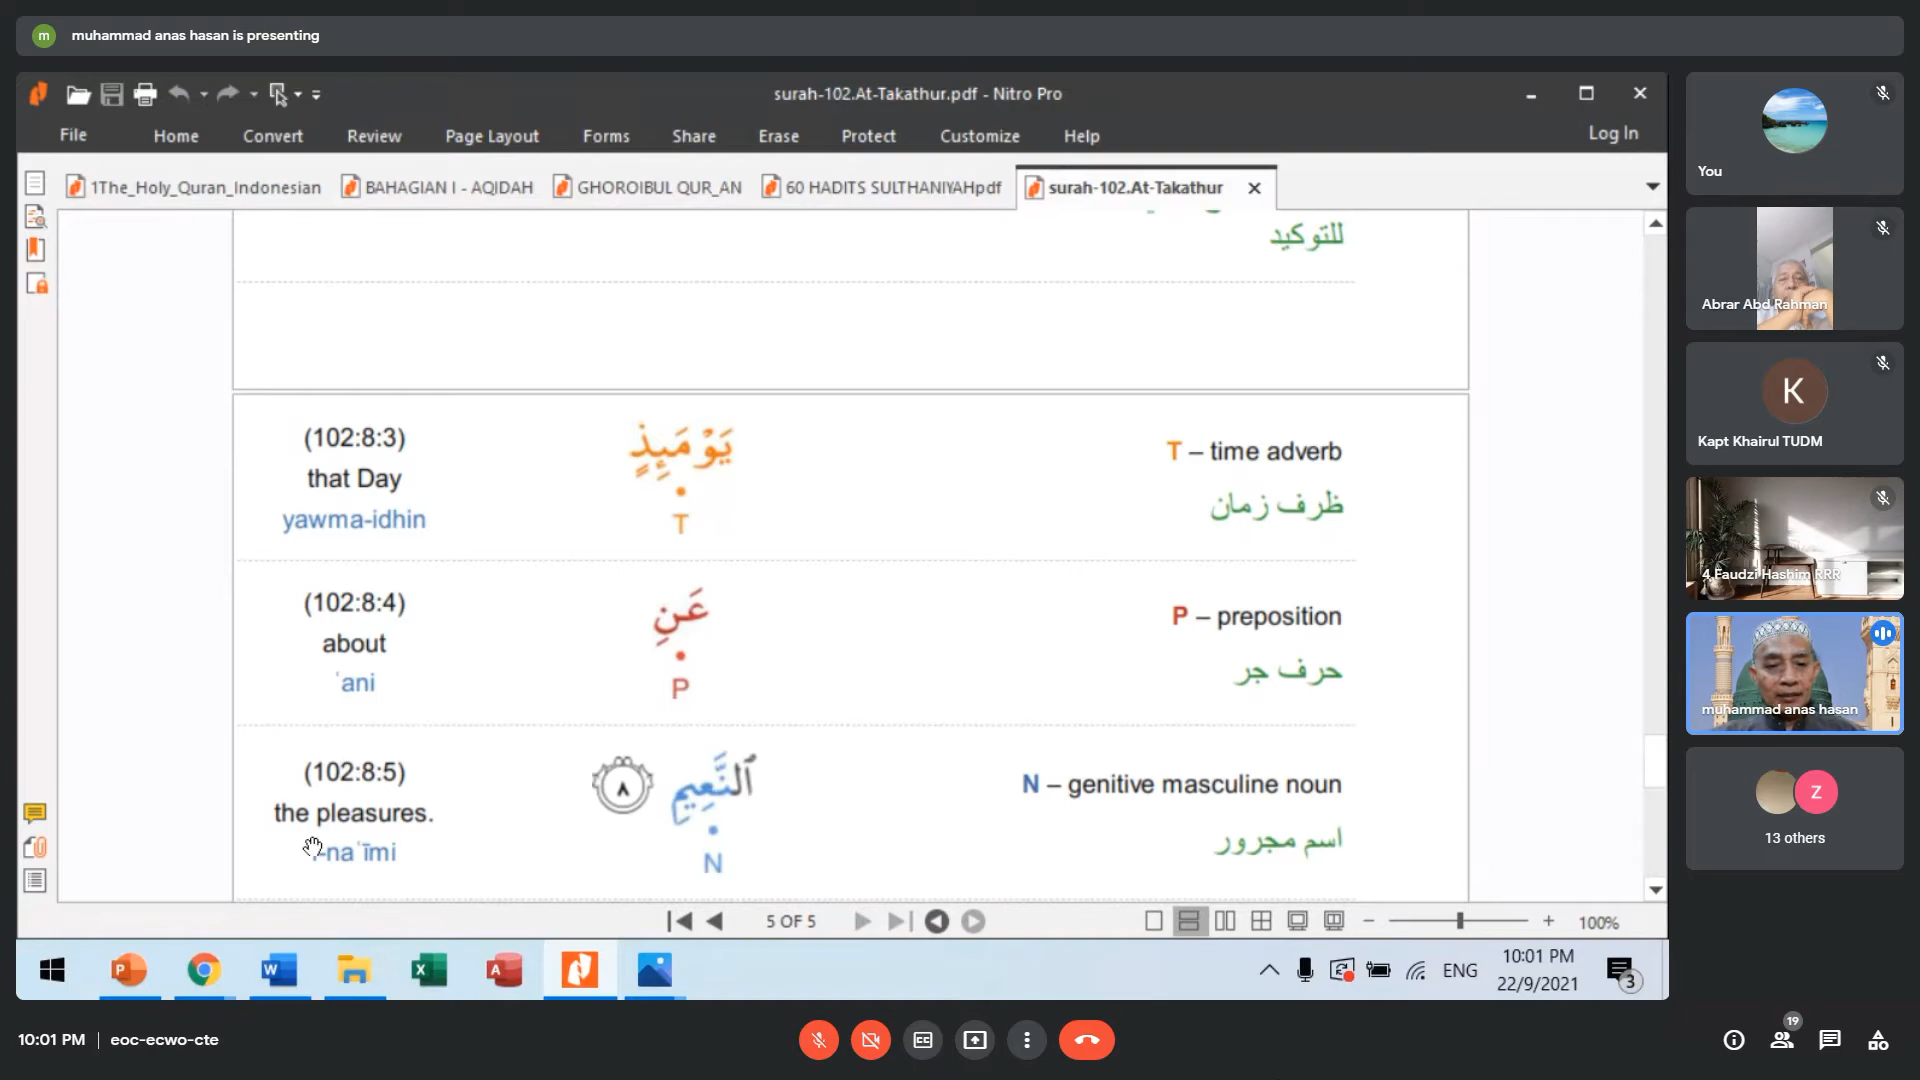 m muhammad anas hasan is presenting
surah-102.At-Takathur.pdf - Nitro Pro
File Home Convert Review Page Layout Forms Share Erase Protect Customize Help Log In
1The_Holy_Quran_Indonesian BAHAGIAN I - AQIDAH GHOROIBUL QUR_AN 60 HADITS SULTHANIYAHpdf surah-102.At-Takathur
للتوكيد
(102:8:3)
that Day
yawma-idhin
يَوْمَئِذٍ
T
T – time adverb
ظرف زمان
(102:8:4)
about
ʿani
عَنِ
P
P – preposition
حرف جر
(102:8:5)
the pleasures.
l-naʿīmi
ٱلنَّعِيمِ ٨
N
N – genitive masculine noun
اسم مجرور
5 OF 5
100%
P W X A
ENG
10:01 PM
22/9/2021
3
You
Abrar Abd Rahman
K
Kapt Khairul TUDM
4.Faudzi Hashim RRR
muhammad anas hasan
Z
13 others
10:01 PM | eoc-ecwo-cte
19